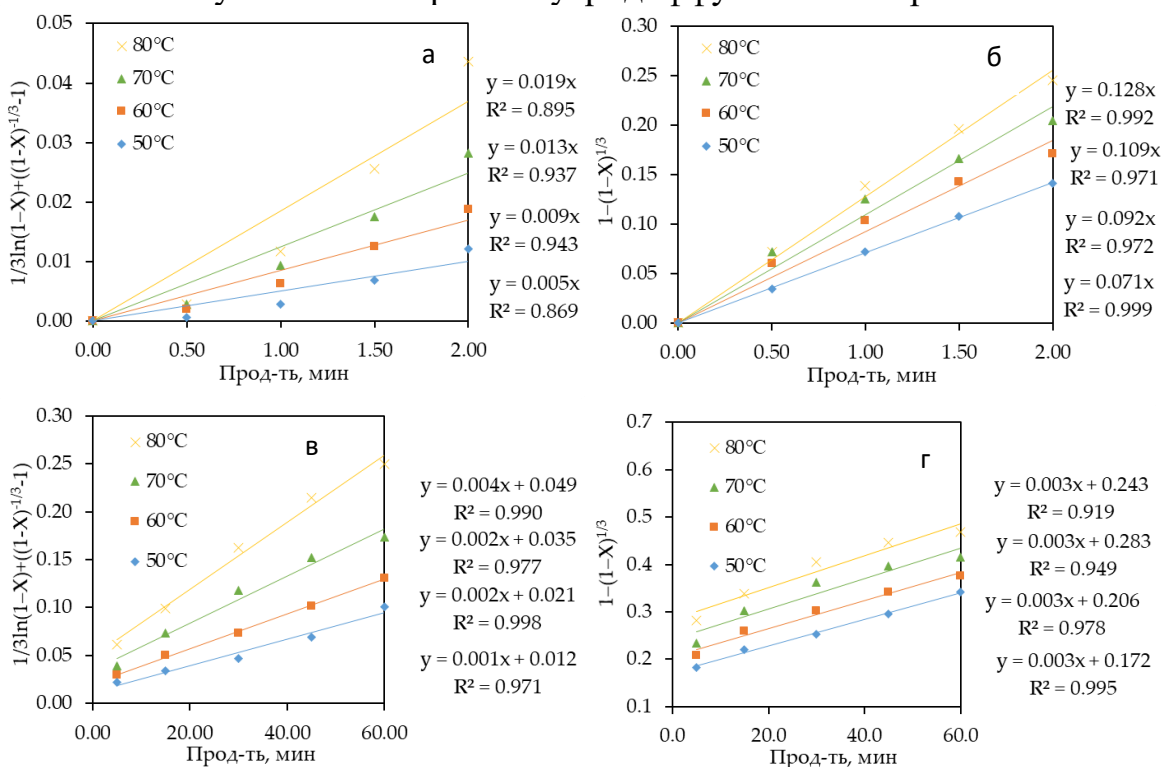 0.05
0.04
0.03
0.02
0.01
0.00
1/3ln(1–X)+((1-X)-1/3-1)
80°C
70°C
60°C
50°C
а
y = 0.019x
R² = 0.895
y = 0.013x
R² = 0.937
y = 0.009x
R² = 0.943
y = 0.005x
R² = 0.869
0.00 0.50 1.00 1.50 2.00
Прод-ть, мин
0.30
0.25
0.20
0.15
0.10
0.05
0.00
1–(1–X)1/3
80°C
70°C
60°C
50°C
б
y = 0.128x
R² = 0.992
y = 0.109x
R² = 0.971
y = 0.092x
R² = 0.972
y = 0.071x
R² = 0.999
0.00 0.50 1.00 1.50 2.00
Прод-ть, мин
0.30
0.25
0.20
0.15
0.10
0.05
0.00
1/3ln(1–X)+((1-X)-1/3-1)
80°C
70°C
60°C
50°C
в
y = 0.004x + 0.049
R² = 0.990
y = 0.002x + 0.035
R² = 0.977
y = 0.002x + 0.021
R² = 0.998
y = 0.001x + 0.012
R² = 0.971
0.00 20.00 40.00 60.00
Прод-ть, мин
0.7
0.6
0.5
0.4
0.3
0.2
0.1
1–(1–X)1/3
80°C
70°C
60°C
50°C
г
y = 0.003x + 0.243
R² = 0.919
y = 0.003x + 0.283
R² = 0.949
y = 0.003x + 0.206
R² = 0.978
y = 0.003x + 0.172
R² = 0.995
0.0 20.0 40.0 60.0
Прод-ть, мин